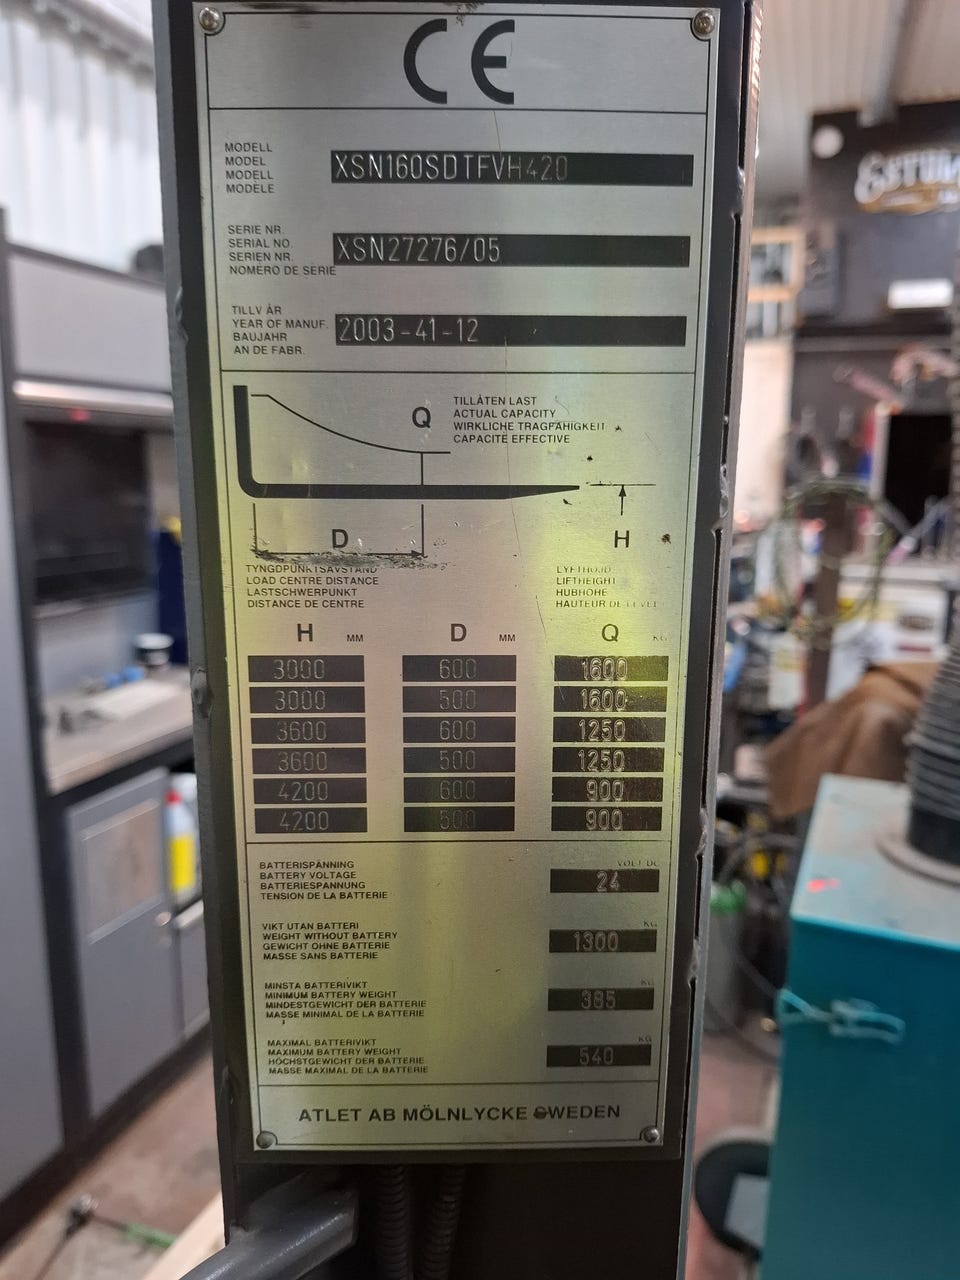 CE
MODELL
MODEL
MODELL
MODELE
XSN160SDTFVH420
SERIE NR.
SERIAL NO.
SERIEN NR.
NOMÉRO DE SERIE
XSN27276/05
TILLV ÅR
YEAR OF MANUF.
BAUJAHR
AN DE FABR.
2003-41-12
Q
TILLÅTEN LAST
ACTUAL CAPACITY
WIRKLICHE TRAGFÄHIGKEIT
CAPACITE EFFECTIVE
D
H
TYNGDPUNKTSAVSTAND
LOAD CENTRE DISTANCE
LASTSCHWERPUNKT
DISTANCE DE CENTRE
LYFTHÖJD
LIFTHEIGHT
HUBHÖHE
HAUTEUR DE LEVEE
H MM D MM Q KG
3000 600 1600
3000 500 1600
3600 600 1250
3600 500 1250
4200 600 900
4200 500 900
BATTERISPÄNNING
BATTERY VOLTAGE
BATTERIESPANNUNG
TENSION DE LA BATTERIE
VOLT DC
24
VIKT UTAN BATTERI
WEIGHT WITHOUT BATTERY
GEWICHT OHNE BATTERIE
MASSE SANS BATTERIE
KG
1300
MINSTA BATTERIVIKT
MINIMUM BATTERY WEIGHT
MINDESTGEWICHT DER BATTERIE
MASSE MINIMAL DE LA BATTERIE
KG
385
MAXIMAL BATTERIVIKT
MAXIMUM BATTERY WEIGHT
HÖCHSTGEWICHT DER BATTERIE
MASSE MAXIMAL DE LA BATTERIE
KG
540
ATLET AB MÖLNLYCKE SWEDEN